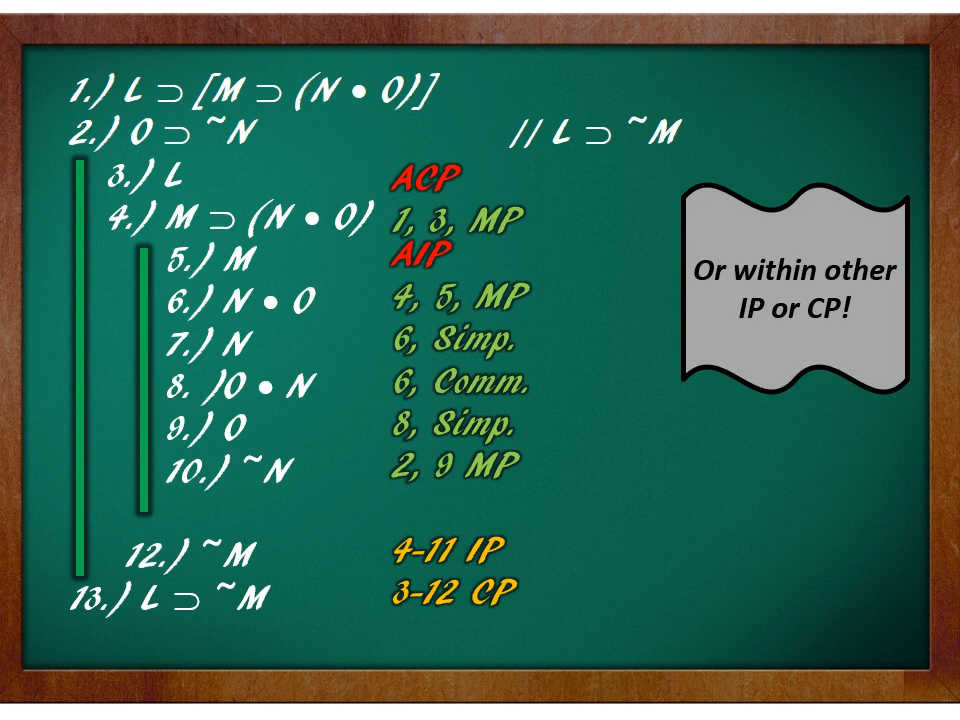 1.) L ⊃ [M ⊃ (N • O)]
2.) O ⊃ ~N // L ⊃ ~M
3.) L ACP
4.) M ⊃ (N • O) 1, 3, MP
5.) M AIP
6.) N • O 4, 5, MP
7.) N 6, Simp.
8. )O • N 6, Comm.
9.) O 8, Simp.
10.) ~N 2, 9 MP
12.) ~M 4-11 IP
13.) L ⊃ ~M 3-12 CP
Or within other
IP or CP!